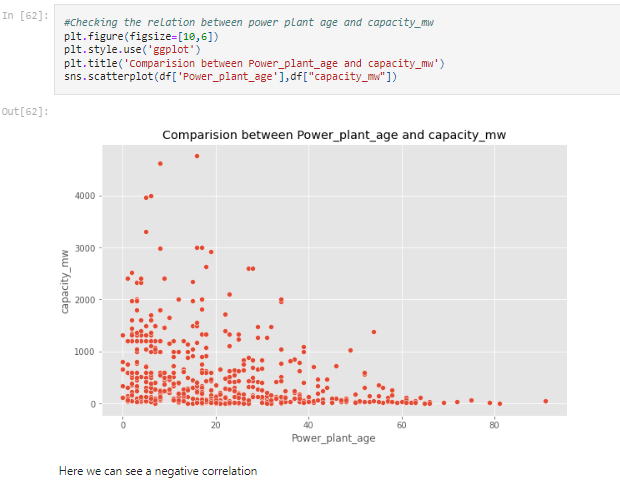 In [62]:
#Checking the relation between power plant age and capacity_mw
plt.figure(figsize=[10,6])
plt.style.use('ggplot')
plt.title('Comparision between Power_plant_age and capacity_mw')
sns.scatterplot(df['Power_plant_age'],df["capacity_mw"])
Out[62]:
Comparision between Power_plant_age and capacity_mw
4000
3000
2000
1000
0
capacity_mw
0 20 40 60 80
Power_plant_age
Here we can see a negative correlation